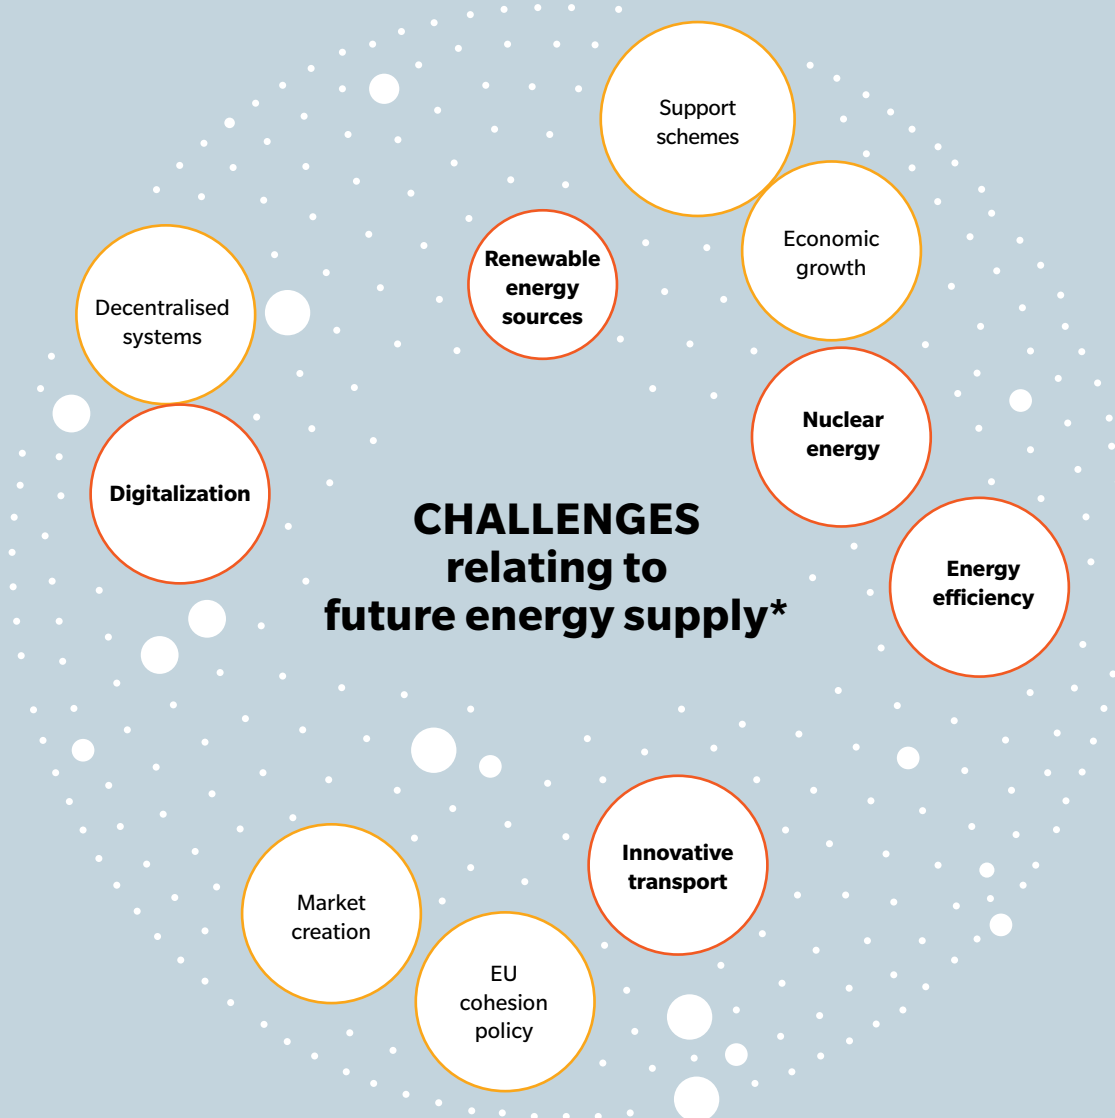 Support
schemes
Economic
growth
Renewable
energy
sources
Decentralised
systems
Nuclear
energy
Digitalization
CHALLENGES
relating to
future energy supply*
Energy
efficiency
Innovative
transport
Market
creation
EU
cohesion
policy